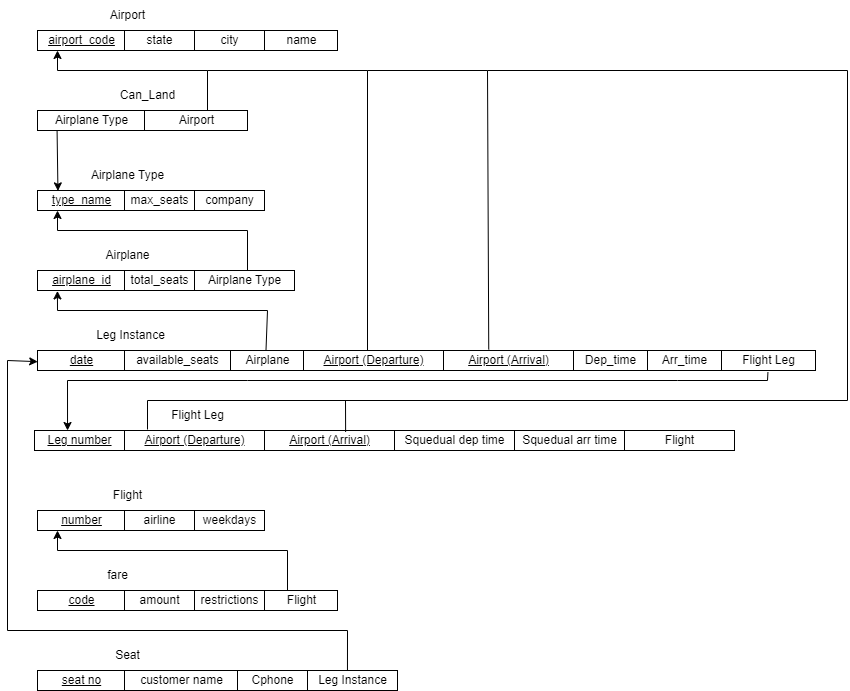 Airport
airport_code state city name
Can_Land
Airplane Type Airport
Airplane Type
type_name max_seats company
Airplane
airplane_id total_seats Airplane Type
Leg Instance
date available_seats Airplane Airport (Departure) Airport (Arrival) Dep_time Arr_time Flight Leg
Flight Leg
Leg number Airport (Departure) Airport (Arrival) Squedual dep time Squedual arr time Flight
Flight
number airline weekdays
fare
code amount restrictions Flight
Seat
seat no customer name Cphone Leg Instance